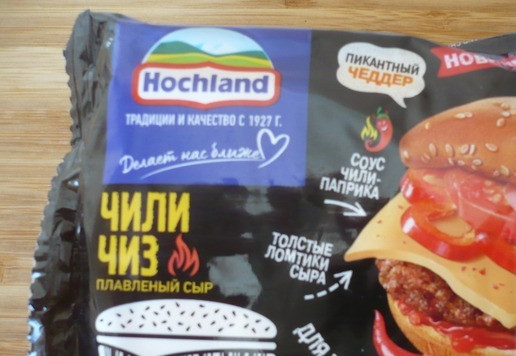 Hochland
ТРАДИЦИИ И КАЧЕСТВО С 1927 Г.
Делает нас ближе
ПИКАНТНЫЙ
ЧЕДДЕР
СОУС
ЧИЛИ-
ПАПРИКА
ЧИЛИ
ЧИЗ
ПЛАВЛЕНЫЙ СЫР
ТОЛСТЫЕ
ЛОМТИКИ
СЫРА
ДЛЯ